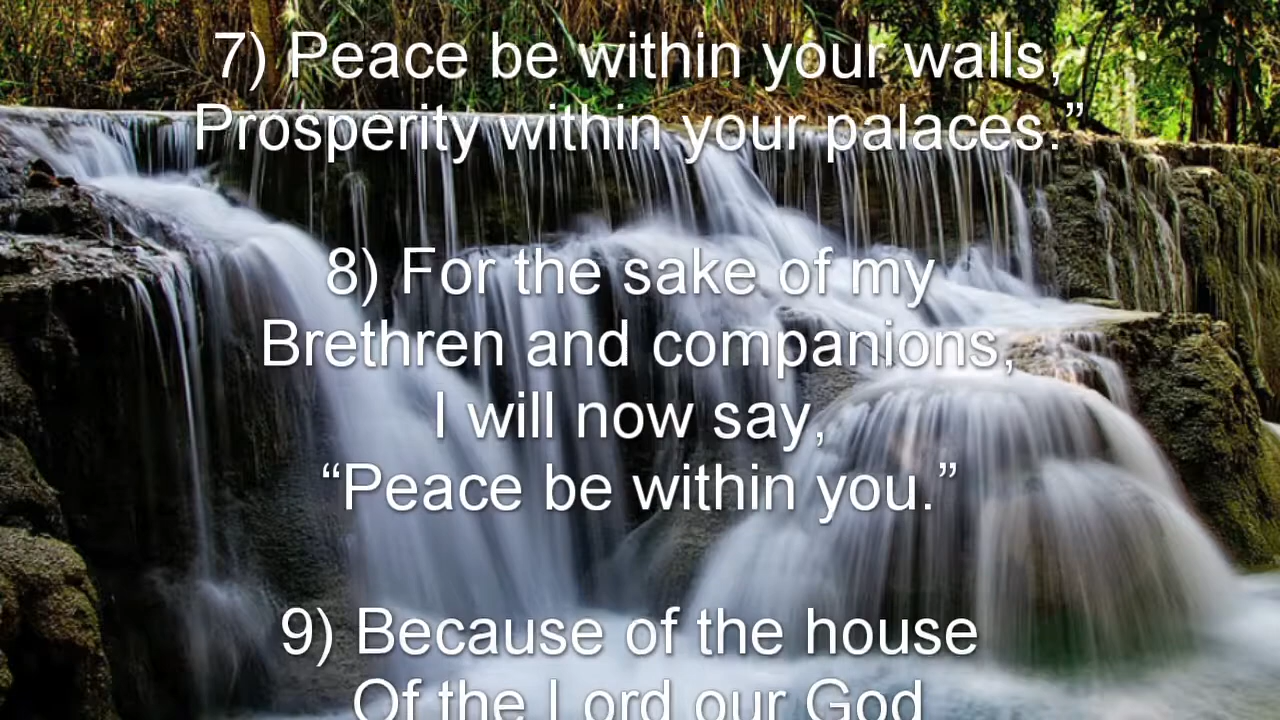 7) Peace be within your walls,
Prosperity within your palaces.”
8) For the sake of my
Brethren and companions,
I will now say,
“Peace be within you.”
9) Because of the house
Of the Lord our God